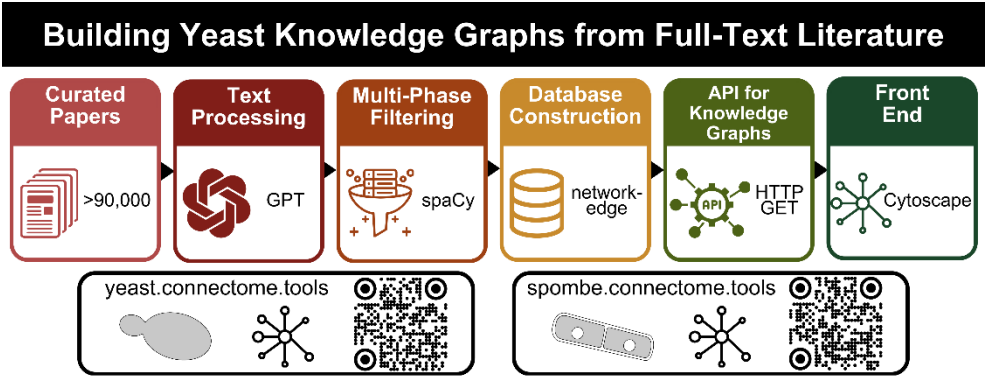 Building Yeast Knowledge Graphs from Full-Text Literature
Curated
Papers
>90,000
Text
Processing
GPT
Multi-Phase
Filtering
spaCy
Database
Construction
network-
edge
API for
Knowledge
Graphs
API
HTTP
GET
Front
End
Cytoscape
yeast.connectome.tools
spombe.connectome.tools